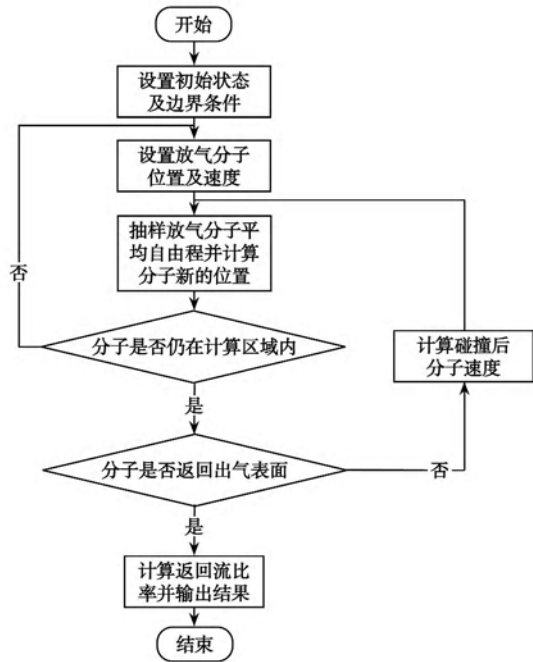 开始
设置初始状态
及边界条件
设置放气分子
位置及速度
抽样放气分子平
均自由程并计算
分子新的位置
否
分子是否仍在计算区域内
计算碰撞后
分子速度
是
分子是否返回出气表面
否
是
计算返回流比
率并输出结果
结束